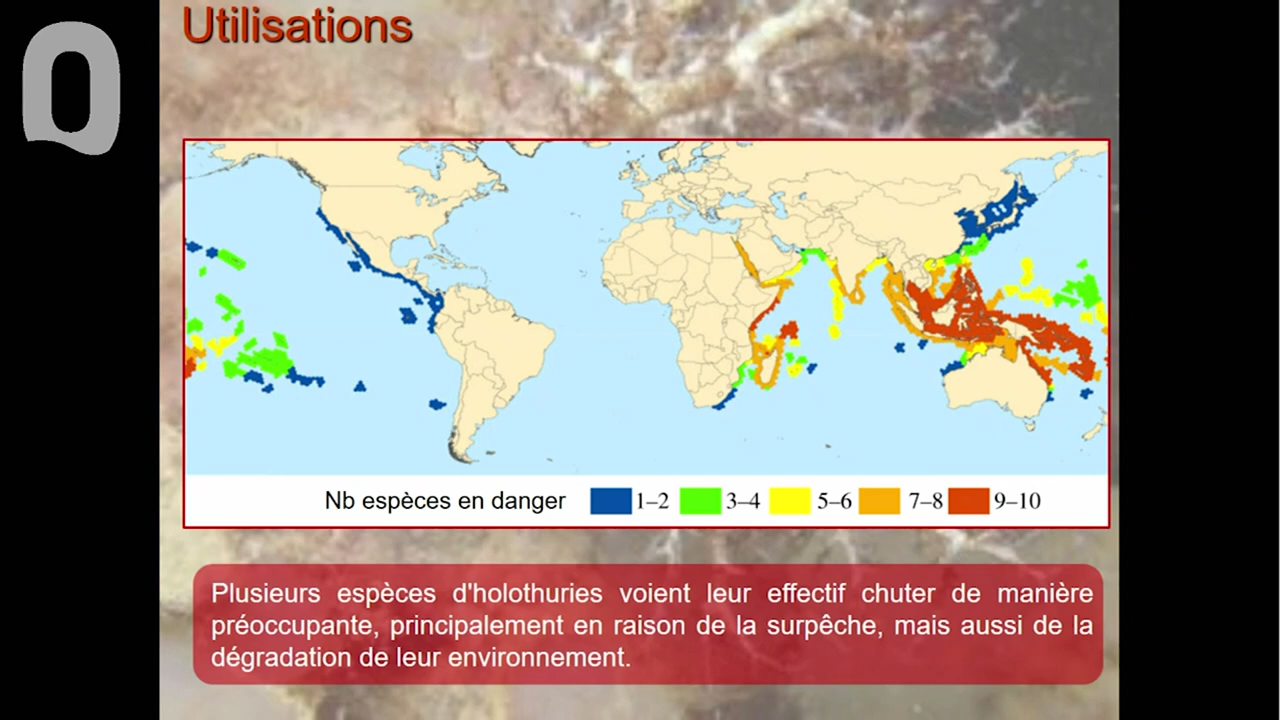 Utilisations
Nb espèces en danger 1–2 3–4 5–6 7–8 9–10
Plusieurs espèces d'holothuries voient leur effectif chuter de manière
préoccupante, principalement en raison de la surpêche, mais aussi de la
dégradation de leur environnement.